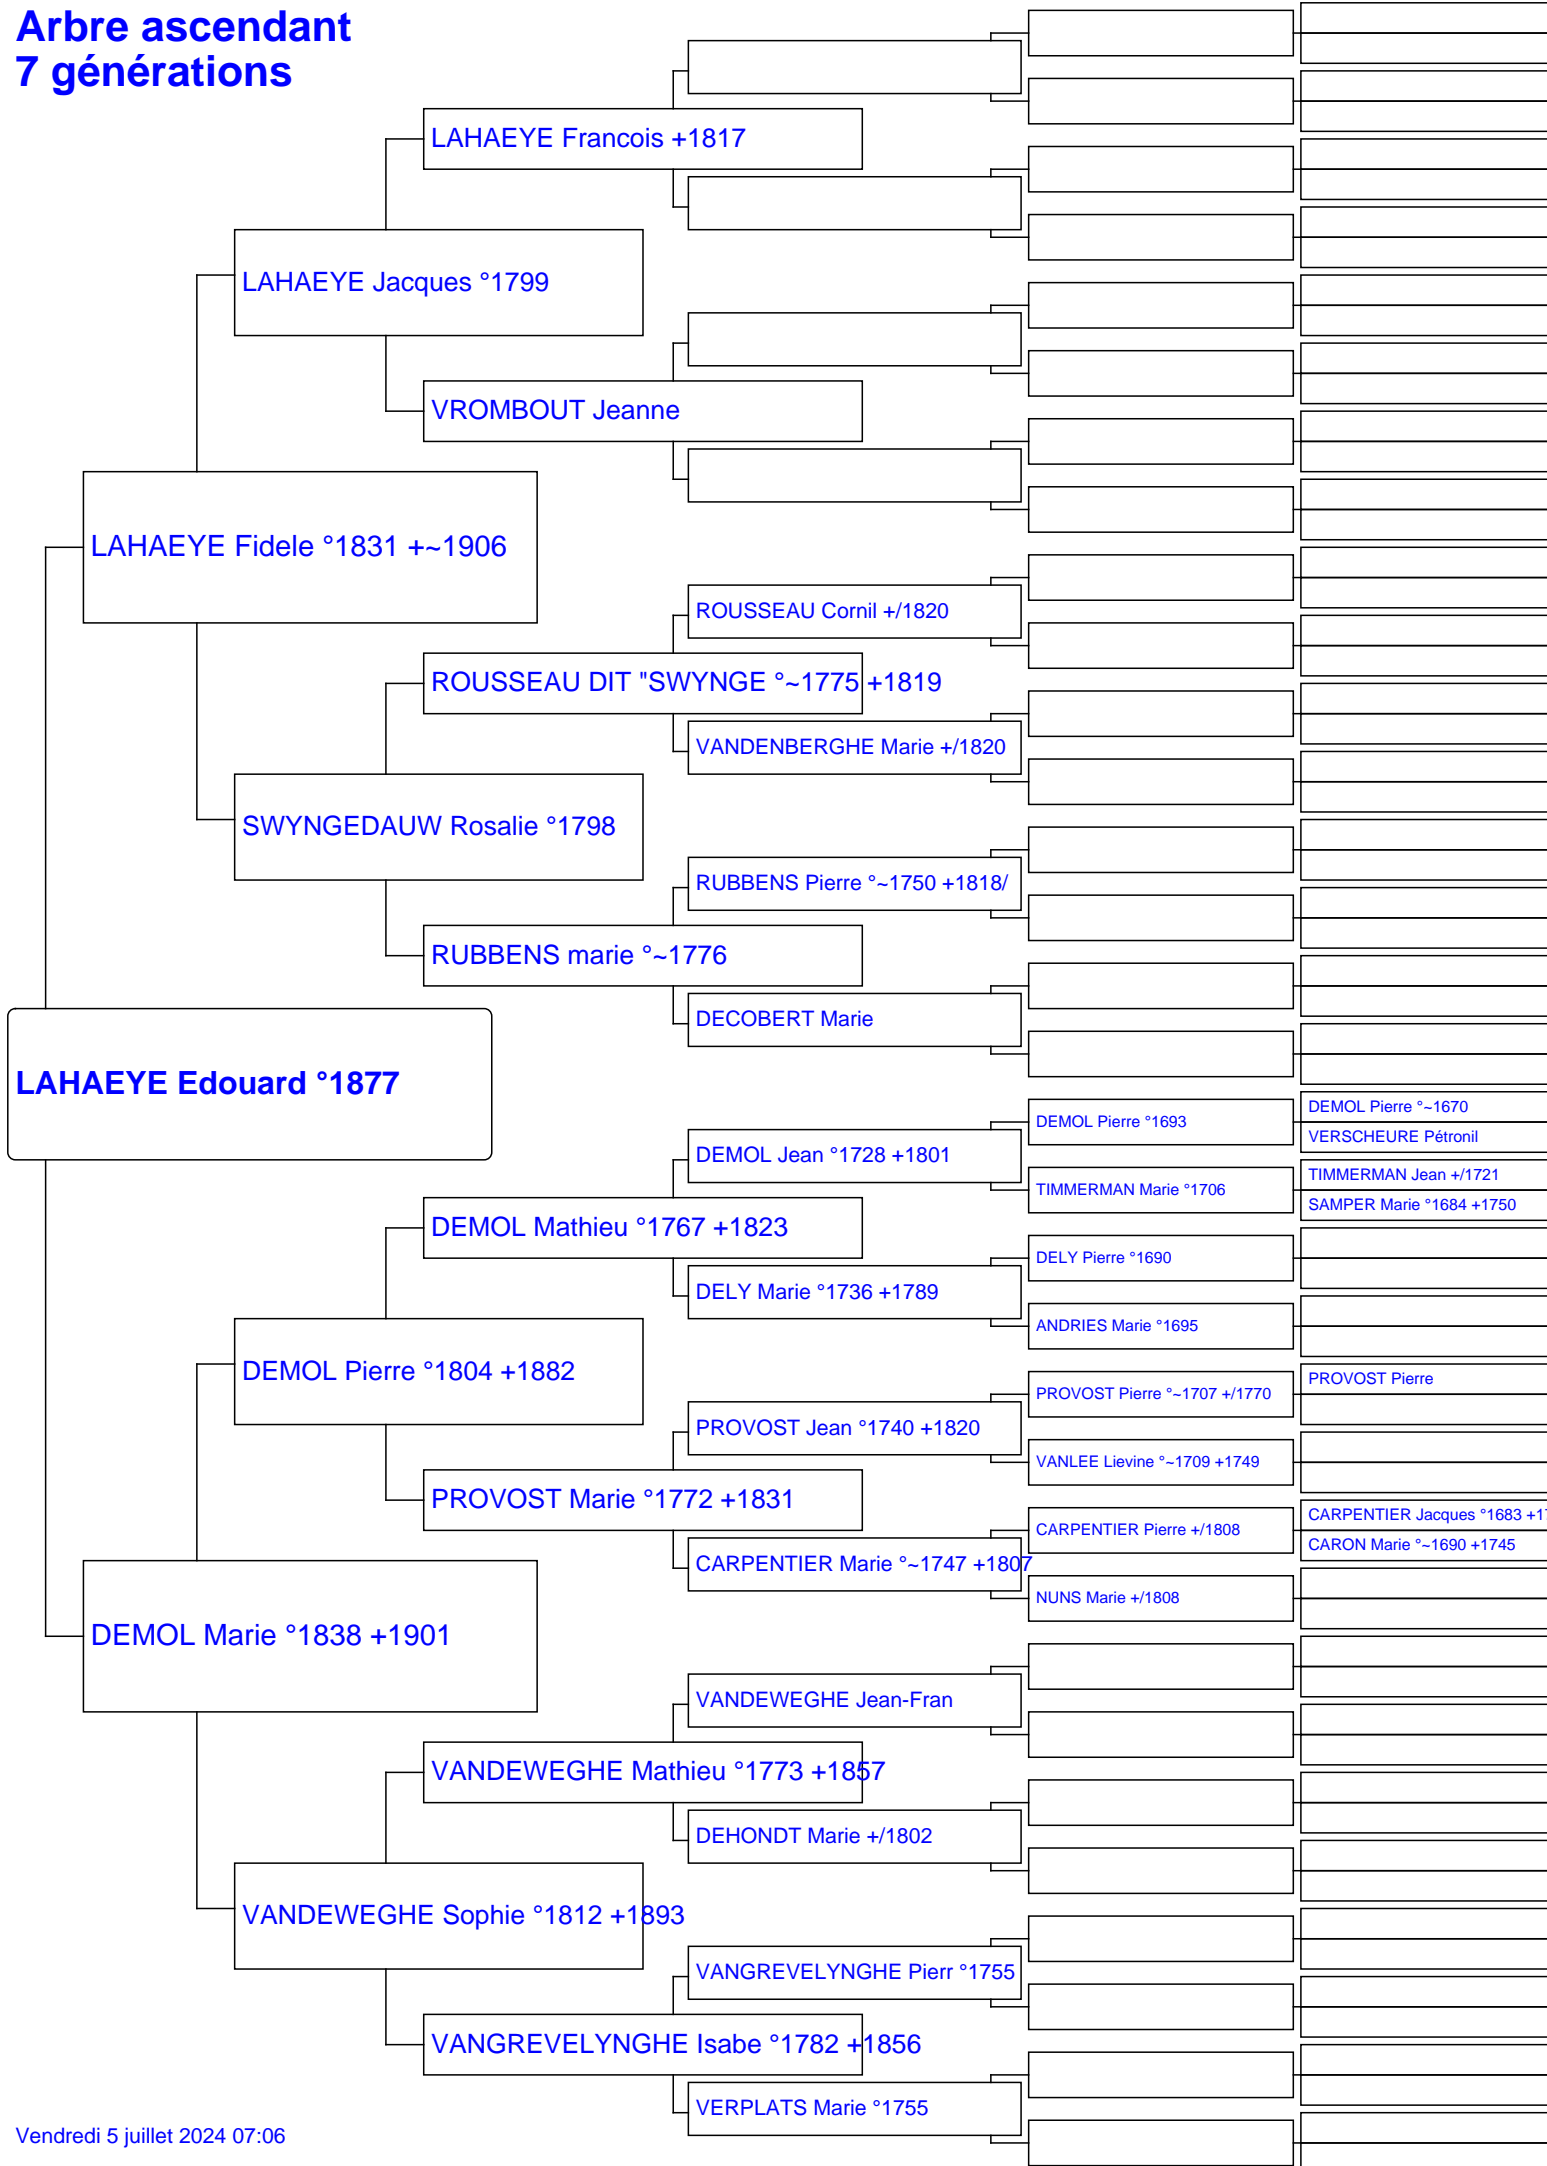 Arbre ascendant
7 générations
LAHAEYE Francois +1817
LAHAEYE Jacques °1799
VROMBOUT Jeanne
LAHAEYE Fidele °1831 +~1906
ROUSSEAU Cornil +/1820
ROUSSEAU DIT "SWYNGE °~1775 +1819
VANDENBERGHE Marie +/1820
SWYNGEDAUW Rosalie °1798
RUBBENS Pierre °~1750 +1818/
RUBBENS marie °~1776
DECOBERT Marie
LAHAEYE Edouard °1877
DEMOL Pierre °~1670
DEMOL Pierre °1693
VERSCHEURE Pétronil
DEMOL Jean °1728 +1801
TIMMERMAN Jean +/1721
TIMMERMAN Marie °1706
SAMPER Marie °1684 +1750
DEMOL Mathieu °1767 +1823
DELY Pierre °1690
DELY Marie °1736 +1789
ANDRIES Marie °1695
DEMOL Pierre °1804 +1882
PROVOST Pierre
PROVOST Pierre °~1707 +/1770
PROVOST Jean °1740 +1820
VANLEE Lievine °~1709 +1749
PROVOST Marie °1772 +1831
CARPENTIER Jacques °1683 +1
CARPENTIER Pierre +/1808
CARON Marie °~1690 +1745
CARPENTIER Marie °~1747 +1807
NUNS Marie +/1808
DEMOL Marie °1838 +1901
VANDEWEGHE Jean-Fran
VANDEWEGHE Mathieu °1773 +1857
DEHONDT Marie +/1802
VANDEWEGHE Sophie °1812 +1893
VANGREVELYNGHE Pierr °1755
VANGREVELYNGHE Isabe °1782 +1856
VERPLATS Marie °1755
Vendredi 5 juillet 2024 07:06